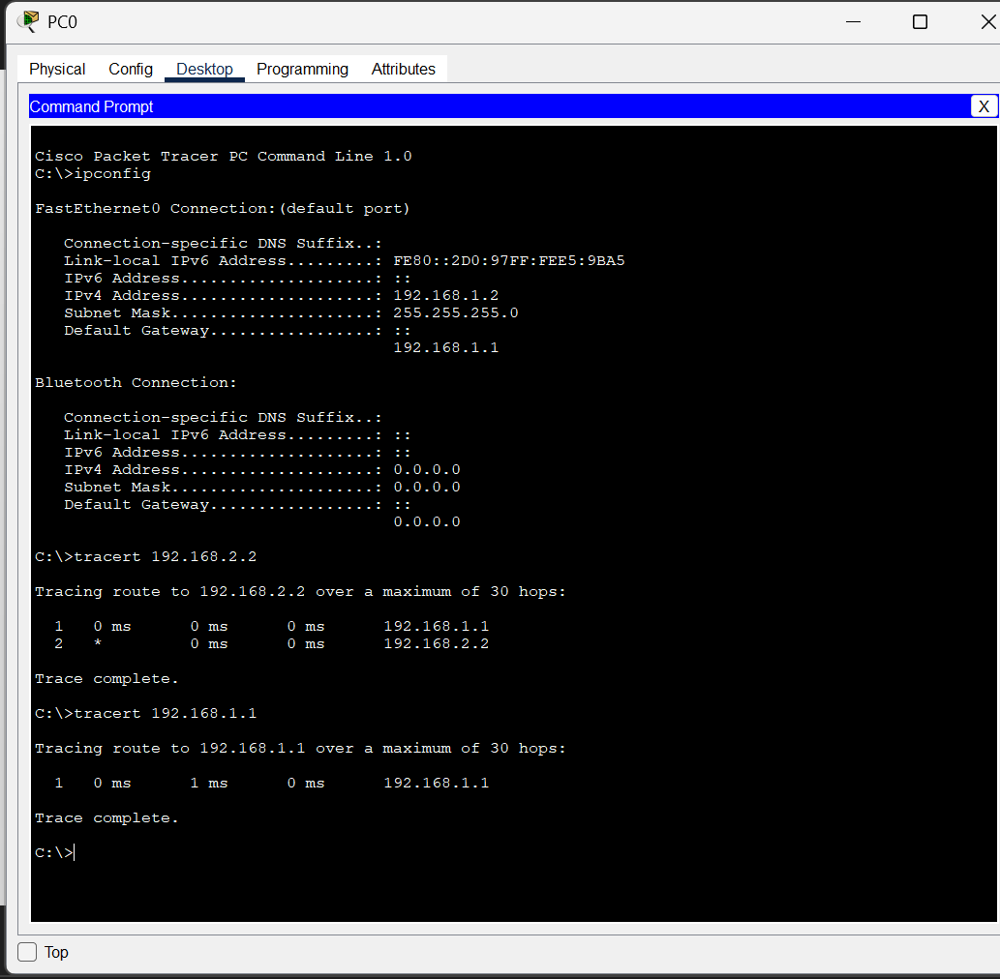 PC0
Physical Config Desktop Programming Attributes
Command Prompt X
Cisco Packet Tracer PC Command Line 1.0
C:\>ipconfig
FastEthernet0 Connection:(default port)
Connection-specific DNS Suffix..:
Link-local IPv6 Address.........: FE80::2D0:97FF:FEE5:9BA5
IPv6 Address....................: ::
IPv4 Address....................: 192.168.1.2
Subnet Mask.....................: 255.255.255.0
Default Gateway.................: ::
192.168.1.1
Bluetooth Connection:
Connection-specific DNS Suffix..:
Link-local IPv6 Address.........: ::
IPv6 Address....................: ::
IPv4 Address....................: 0.0.0.0
Subnet Mask.....................: 0.0.0.0
Default Gateway.................: ::
0.0.0.0
C:\>tracert 192.168.2.2
Tracing route to 192.168.2.2 over a maximum of 30 hops:
1 0 ms 0 ms 0 ms 192.168.1.1
2 * 0 ms 0 ms 192.168.2.2
Trace complete.
C:\>tracert 192.168.1.1
Tracing route to 192.168.1.1 over a maximum of 30 hops:
1 0 ms 1 ms 0 ms 192.168.1.1
Trace complete.
C:\>
Top